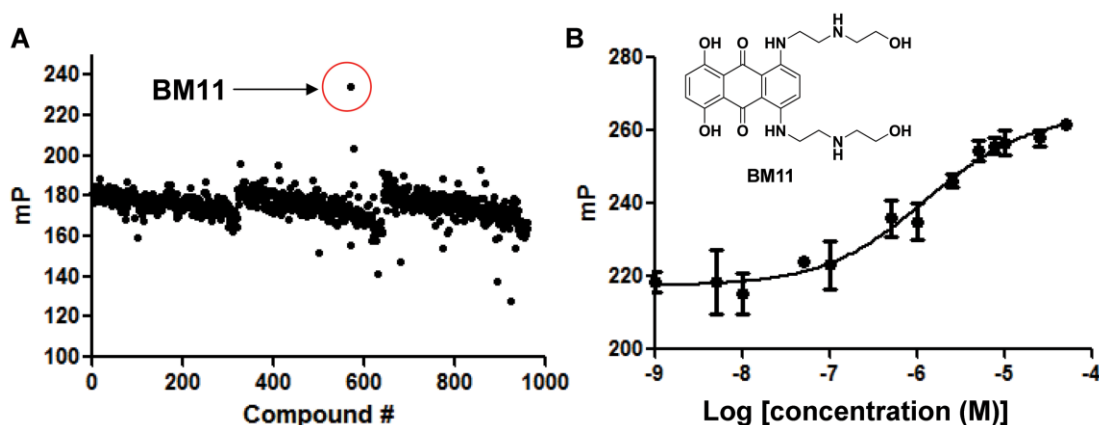 A
240
220
200
180
160
140
120
100
mP
BM11
0
200
400
600
800
1000
Compound #
B
280
260
240
220
200
mP
H
N
OH
OH
O
HN
OH
O
HN
OH
N
H
BM11
-9
-8
-7
-6
-5
-4
Log [concentration (M)]